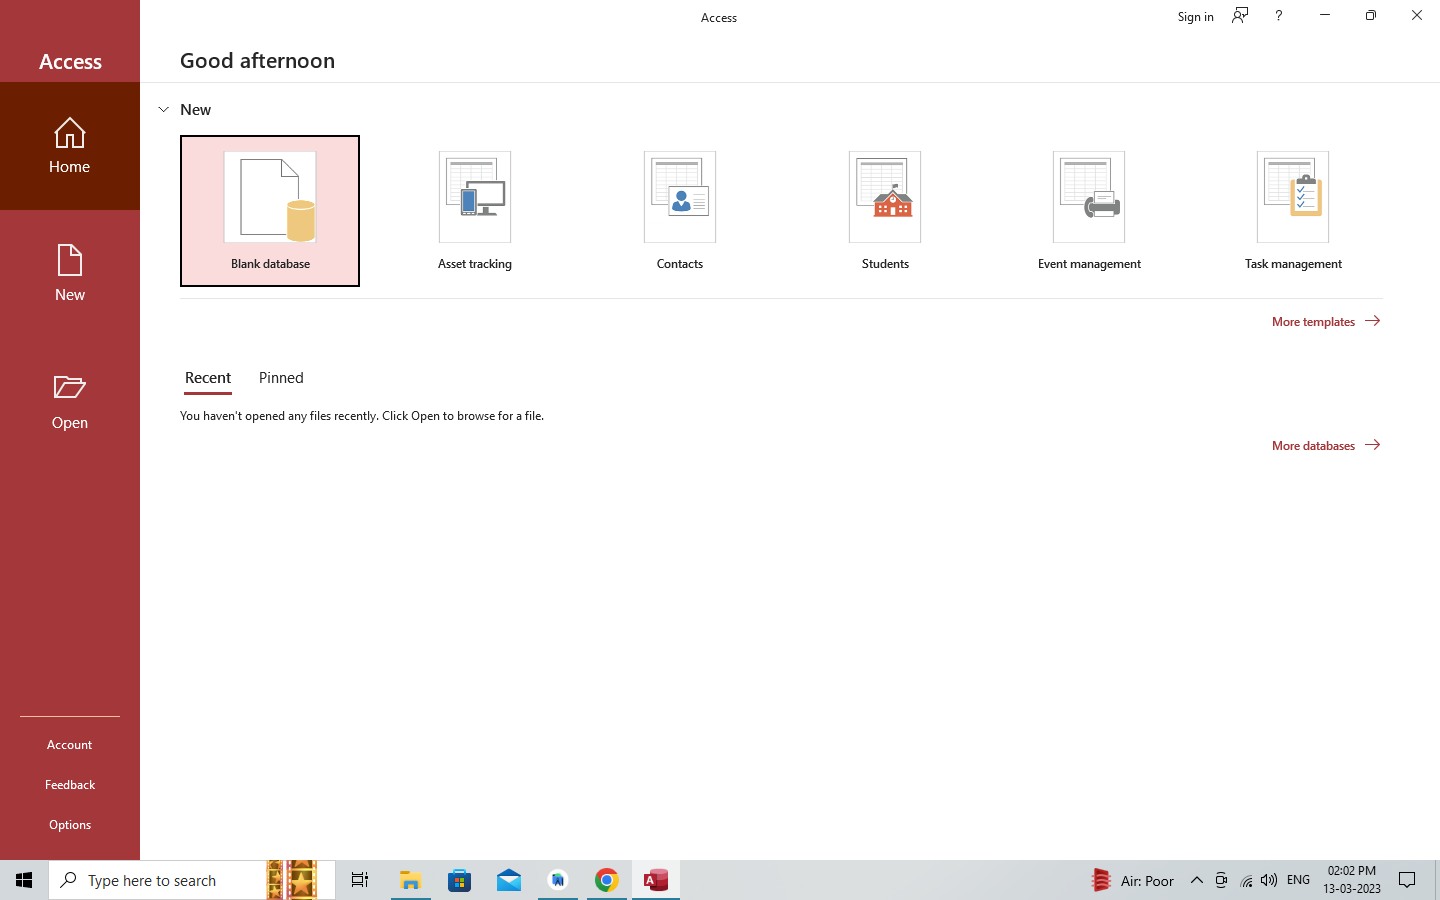 Access
Sign in
?
Access
Good afternoon
New
Home
New
Open
Blank database
Asset tracking
Contacts
Students
Event management
Task management
More templates
Recent
Pinned
You haven't opened any files recently. Click Open to browse for a file.
More databases
Account
Feedback
Options
Type here to search
AI
A
Air: Poor
ENG
02:02 PM
13-03-2023